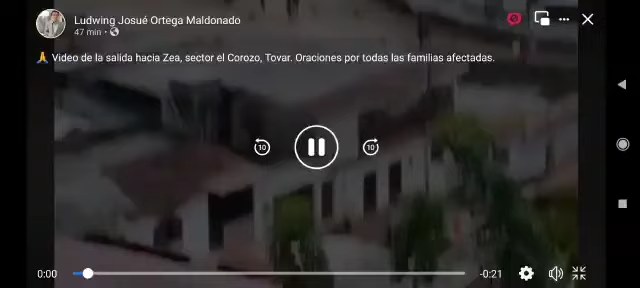 Ludwing Josué Ortega Maldonado
47 min •
🙏 Video de la salida hacia Zea, sector el Corozo, Tovar. Oraciones por todas las familias afectadas.
10
10
0:00
-0:21